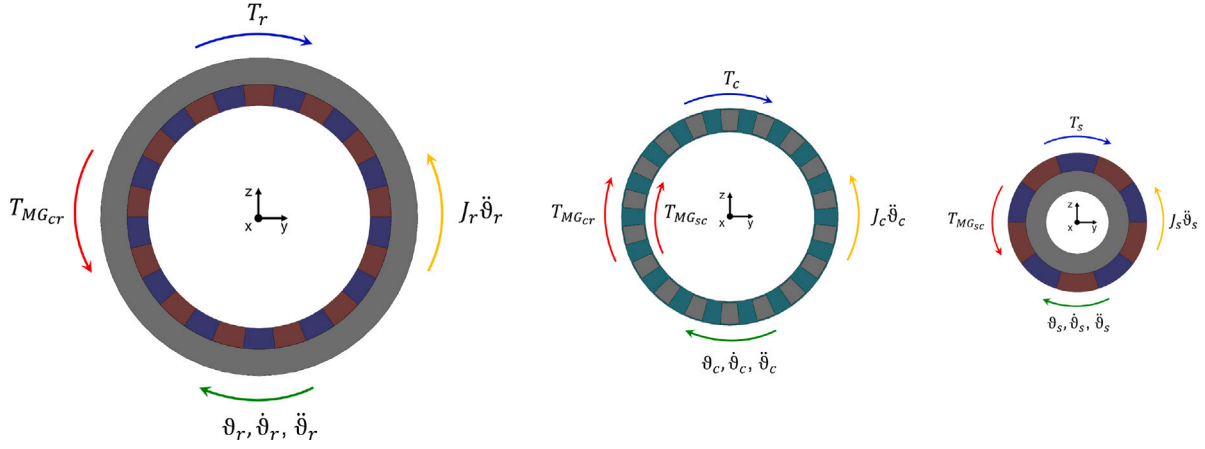 T_r
T_{MG_{cr}}
z
x y
J_r ϑ̈_r
ϑ_r, ϑ̇_r, ϑ̈_r
T_c
T_{MG_{cr}}
T_{MG_{sc}}
z
x y
J_c ϑ̈_c
ϑ_c, ϑ̇_c, ϑ̈_c
T_s
T_{MG_{sc}}
z
x y
J_s ϑ̈_s
ϑ_s, ϑ̇_s, ϑ̈_s